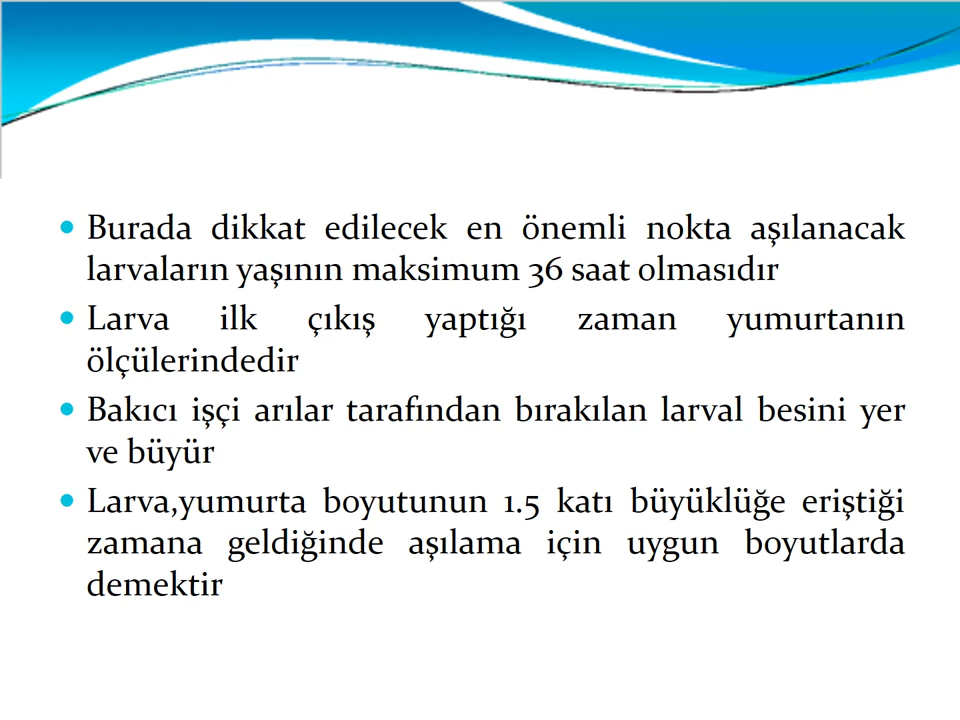 • Burada dikkat edilecek en önemli nokta aşılanacak
larvaların yaşının maksimum 36 saat olmasıdır
• Larva ilk çıkış yaptığı zaman yumurtanın
ölçülerindedir
• Bakıcı işçi arılar tarafından bırakılan larval besini yer
ve büyür
• Larva,yumurta boyutunun 1.5 katı büyüklüğe eriştiği
zamana geldiğinde aşılama için uygun boyutlarda
demektir